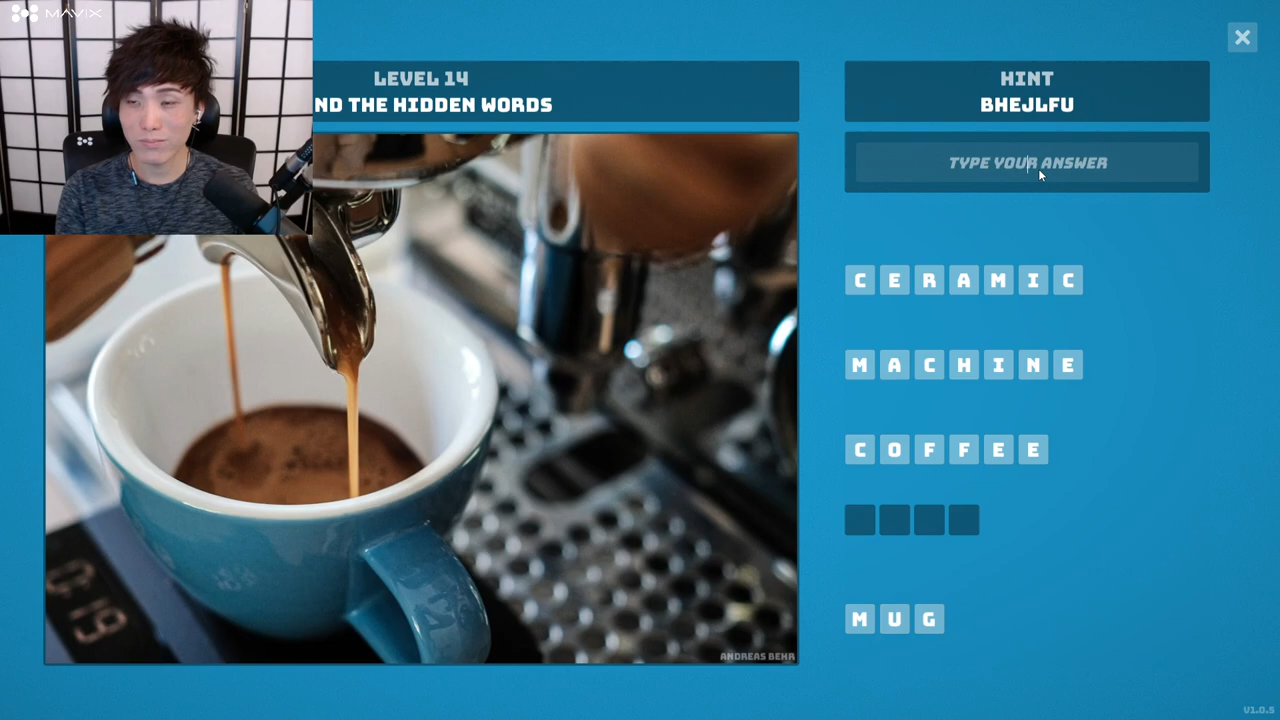 MAVIX
LEVEL 14
ND THE HIDDEN WORDS
HINT
BHEJLFU
TYPE YOUR ANSWER
CERAMIC
MACHINE
COFFEE
MUG
0:19
ANDREAS BEHR
V1.0.5